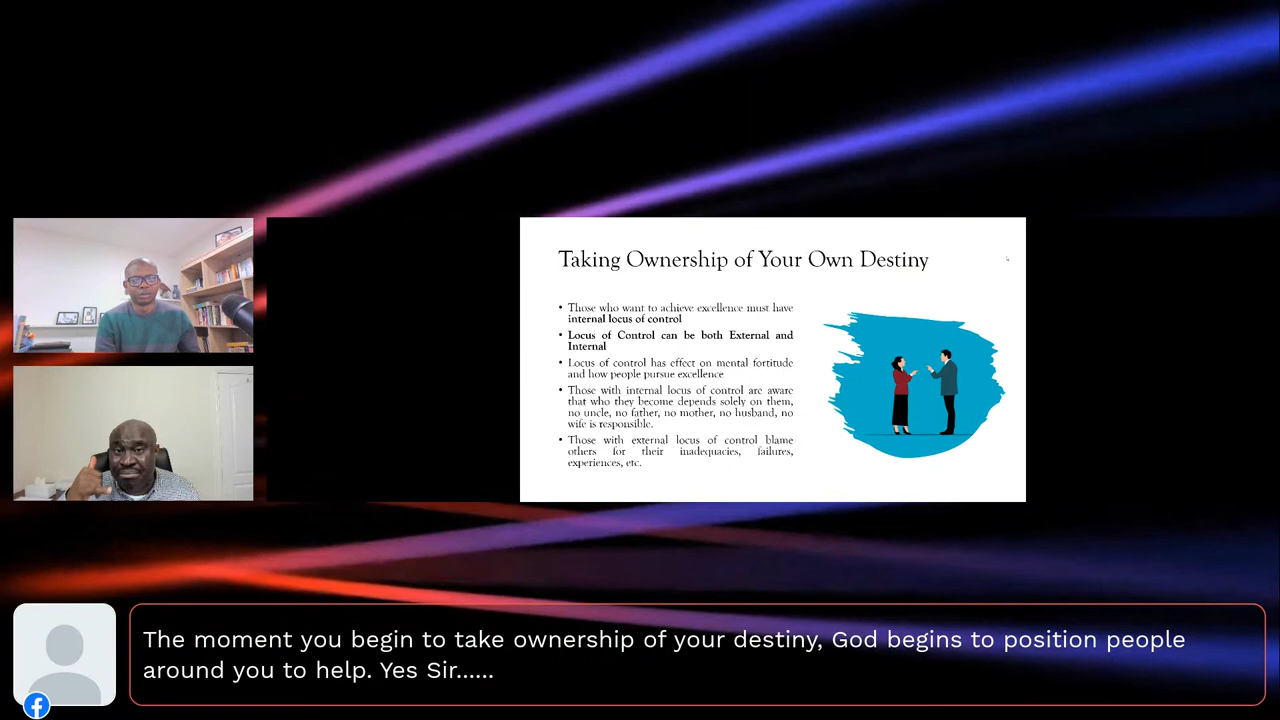 Taking Ownership of Your Own Destiny
• Those who want to achieve excellence must have
internal locus of control
• Locus of Control can be both External and
Internal
• Locus of control has effect on mental fortitude
and how people pursue excellence
• Those with internal locus of control are aware
that who they become depends solely on them,
no uncle, no father, no mother, no husband, no
wife is responsible.
• Those with external locus of control blame
others for their inadequacies, failures,
experiences, etc.
The moment you begin to take ownership of your destiny, God begins to position people
around you to help. Yes Sir......